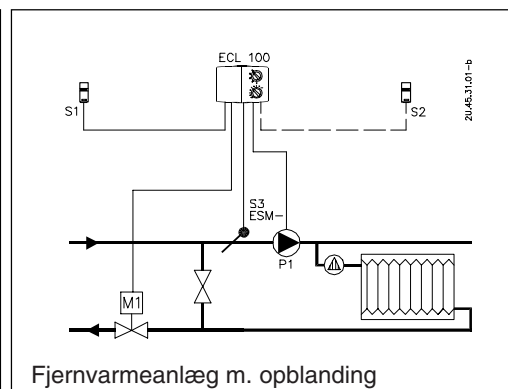 ECL 100
S1
S2
2U.45.31.01-b
S3
ESM-
P1
M1
Fjernvarmeanlæg m. opblanding